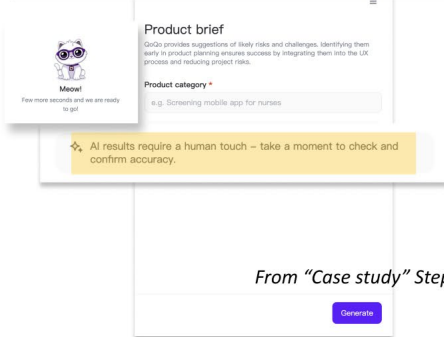 Product brief
GoQo provides suggestions of likely risks and challenges. Identifying them
early in product planning ensures success by integrating them into the UX
process and reducing project risks.
Meow!
Few more seconds and we are ready
to go!
Product category *
e.g. Screening mobile app for nurses
AI results require a human touch – take a moment to check and
confirm accuracy.
From “Case study” Step
Generate